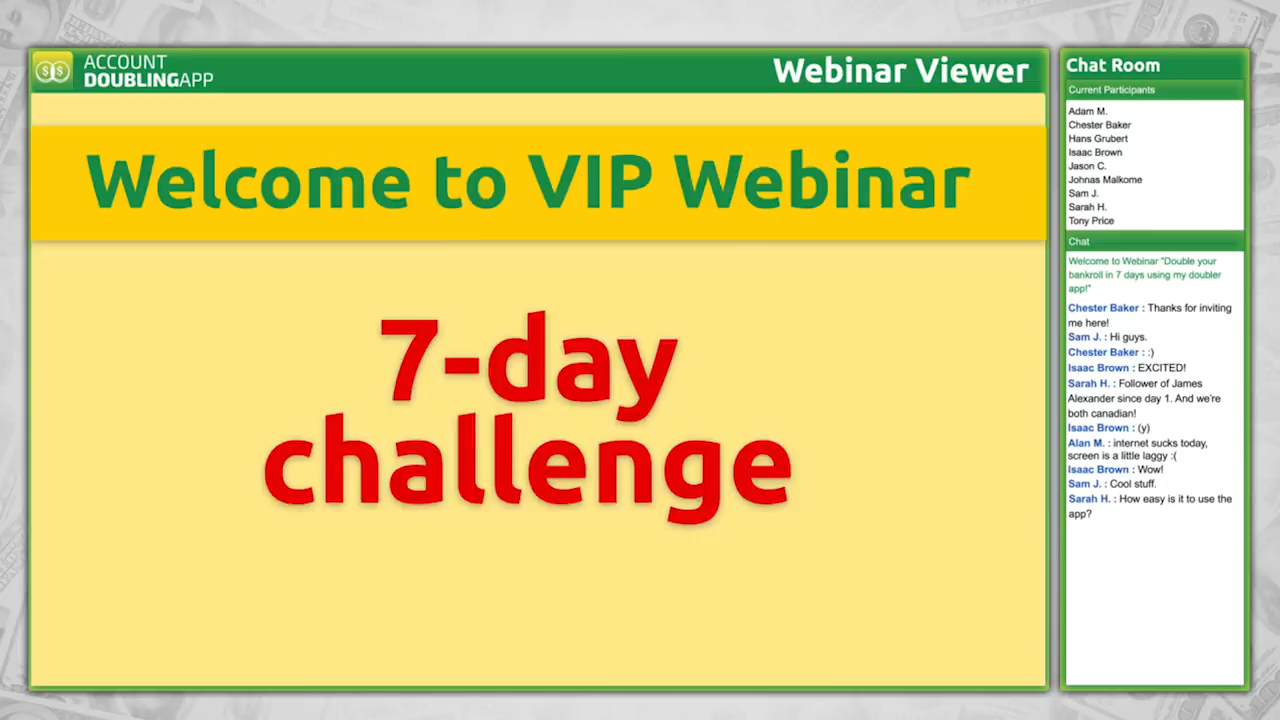 ACCOUNT
DOUBLINGAPP
Webinar Viewer
Welcome to VIP Webinar
7-day
challenge
Chat Room
Current Participants
Adam M.
Chester Baker
Hans Grubert
Isaac Brown
Jason C.
Johnas Malkome
Sam J.
Sarah H.
Tony Price
Chat
Welcome to Webinar "Double your
bankroll in 7 days using my doubler
app!"
Chester Baker : Thanks for inviting
me here!
Sam J. : Hi guys.
Chester Baker : :)
Isaac Brown : EXCITED!
Sarah H. : Follower of James
Alexander since day 1. And we're
both canadian!
Isaac Brown : (y)
Alan M. : internet sucks today,
screen is a little laggy :(
Isaac Brown : Wow!
Sam J. : Cool stuff.
Sarah H. : How easy is it to use the
app?